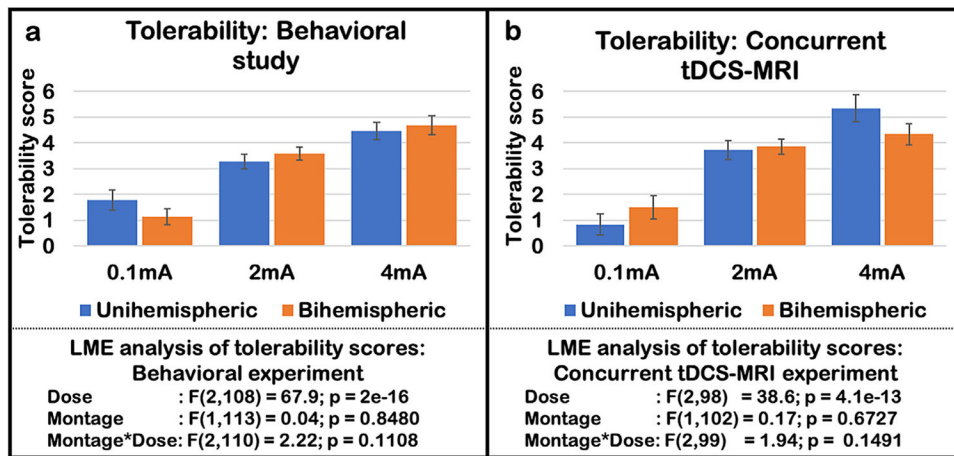 a
Tolerability: Behavioral
study
Tolerability score
6
5
4
3
2
1
0
0.1mA 2mA 4mA
Unihemispheric Bihemispheric
LME analysis of tolerability scores:
Behavioral experiment
Dose : F(2,108) = 67.9; p = 2e-16
Montage : F(1,113) = 0.04; p = 0.8480
Montage*Dose: F(2,110) = 2.22; p = 0.1108
b
Tolerability: Concurrent
tDCS-MRI
Tolerability score
6
5
4
3
2
1
0
0.1mA 2mA 4mA
Unihemispheric Bihemispheric
LME analysis of tolerability scores:
Concurrent tDCS-MRI experiment
Dose : F(2,98) = 38.6; p = 4.1e-13
Montage : F(1,102) = 0.17; p = 0.6727
Montage*Dose: F(2,99) = 1.94; p = 0.1491